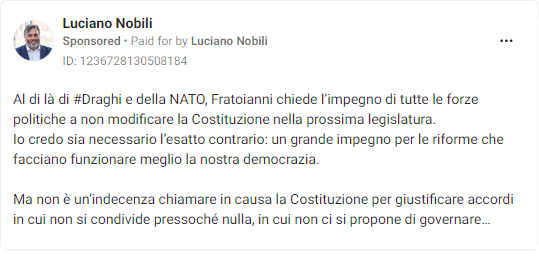 Luciano Nobili
Sponsored • Paid for by Luciano Nobili
ID: 1236728130508184
Al di là di #Draghi e della NATO, Fratoianni chiede l'impegno di tutte le forze
politiche a non modificare la Costituzione nella prossima legislatura.
Io credo sia necessario l'esatto contrario: un grande impegno per le riforme che
facciano funzionare meglio la nostra democrazia.
Ma non è un'indecenza chiamare in causa la Costituzione per giustificare accordi
in cui non si condivide pressoché nulla, in cui non ci si propone di governare...